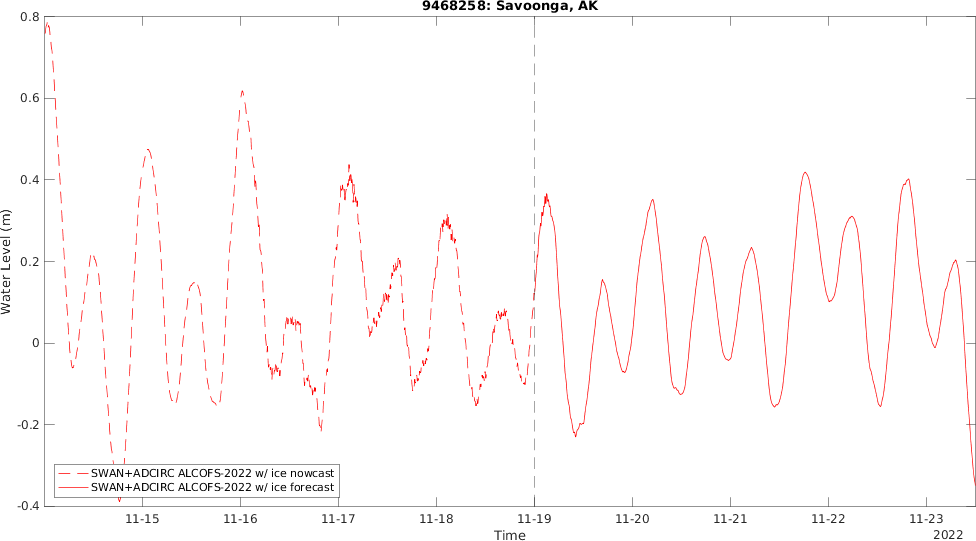 9468258: Savoonga, AK
0.8
0.6
0.4
0.2
0
-0.2
-0.4
Water Level (m)
SWAN+ADCIRC ALCOFS-2022 w/ ice nowcast
SWAN+ADCIRC ALCOFS-2022 w/ ice forecast
11-15 11-16 11-17 11-18 11-19 11-20 11-21 11-22 11-23
Time
2022